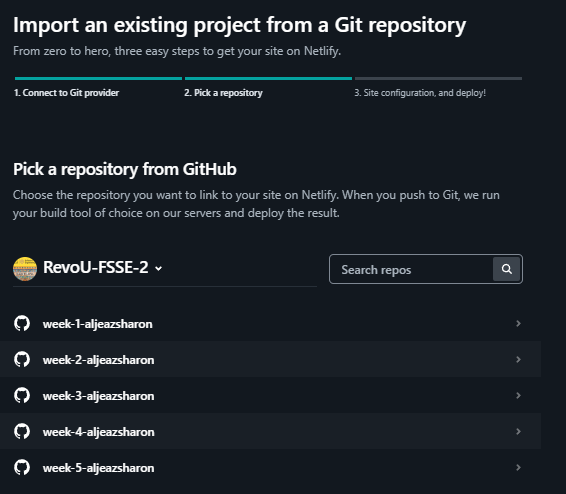 Import an existing project from a Git repository
From zero to hero, three easy steps to get your site on Netlify.
1. Connect to Git provider
2. Pick a repository
3. Site configuration, and deploy!
Pick a repository from GitHub
Choose the repository you want to link to your site on Netlify. When you push to Git, we run
your build tool of choice on our servers and deploy the result.
RevoU-FSSE-2
Search repos
week-1-aljeazsharon
week-2-aljeazsharon
week-3-aljeazsharon
week-4-aljeazsharon
week-5-aljeazsharon